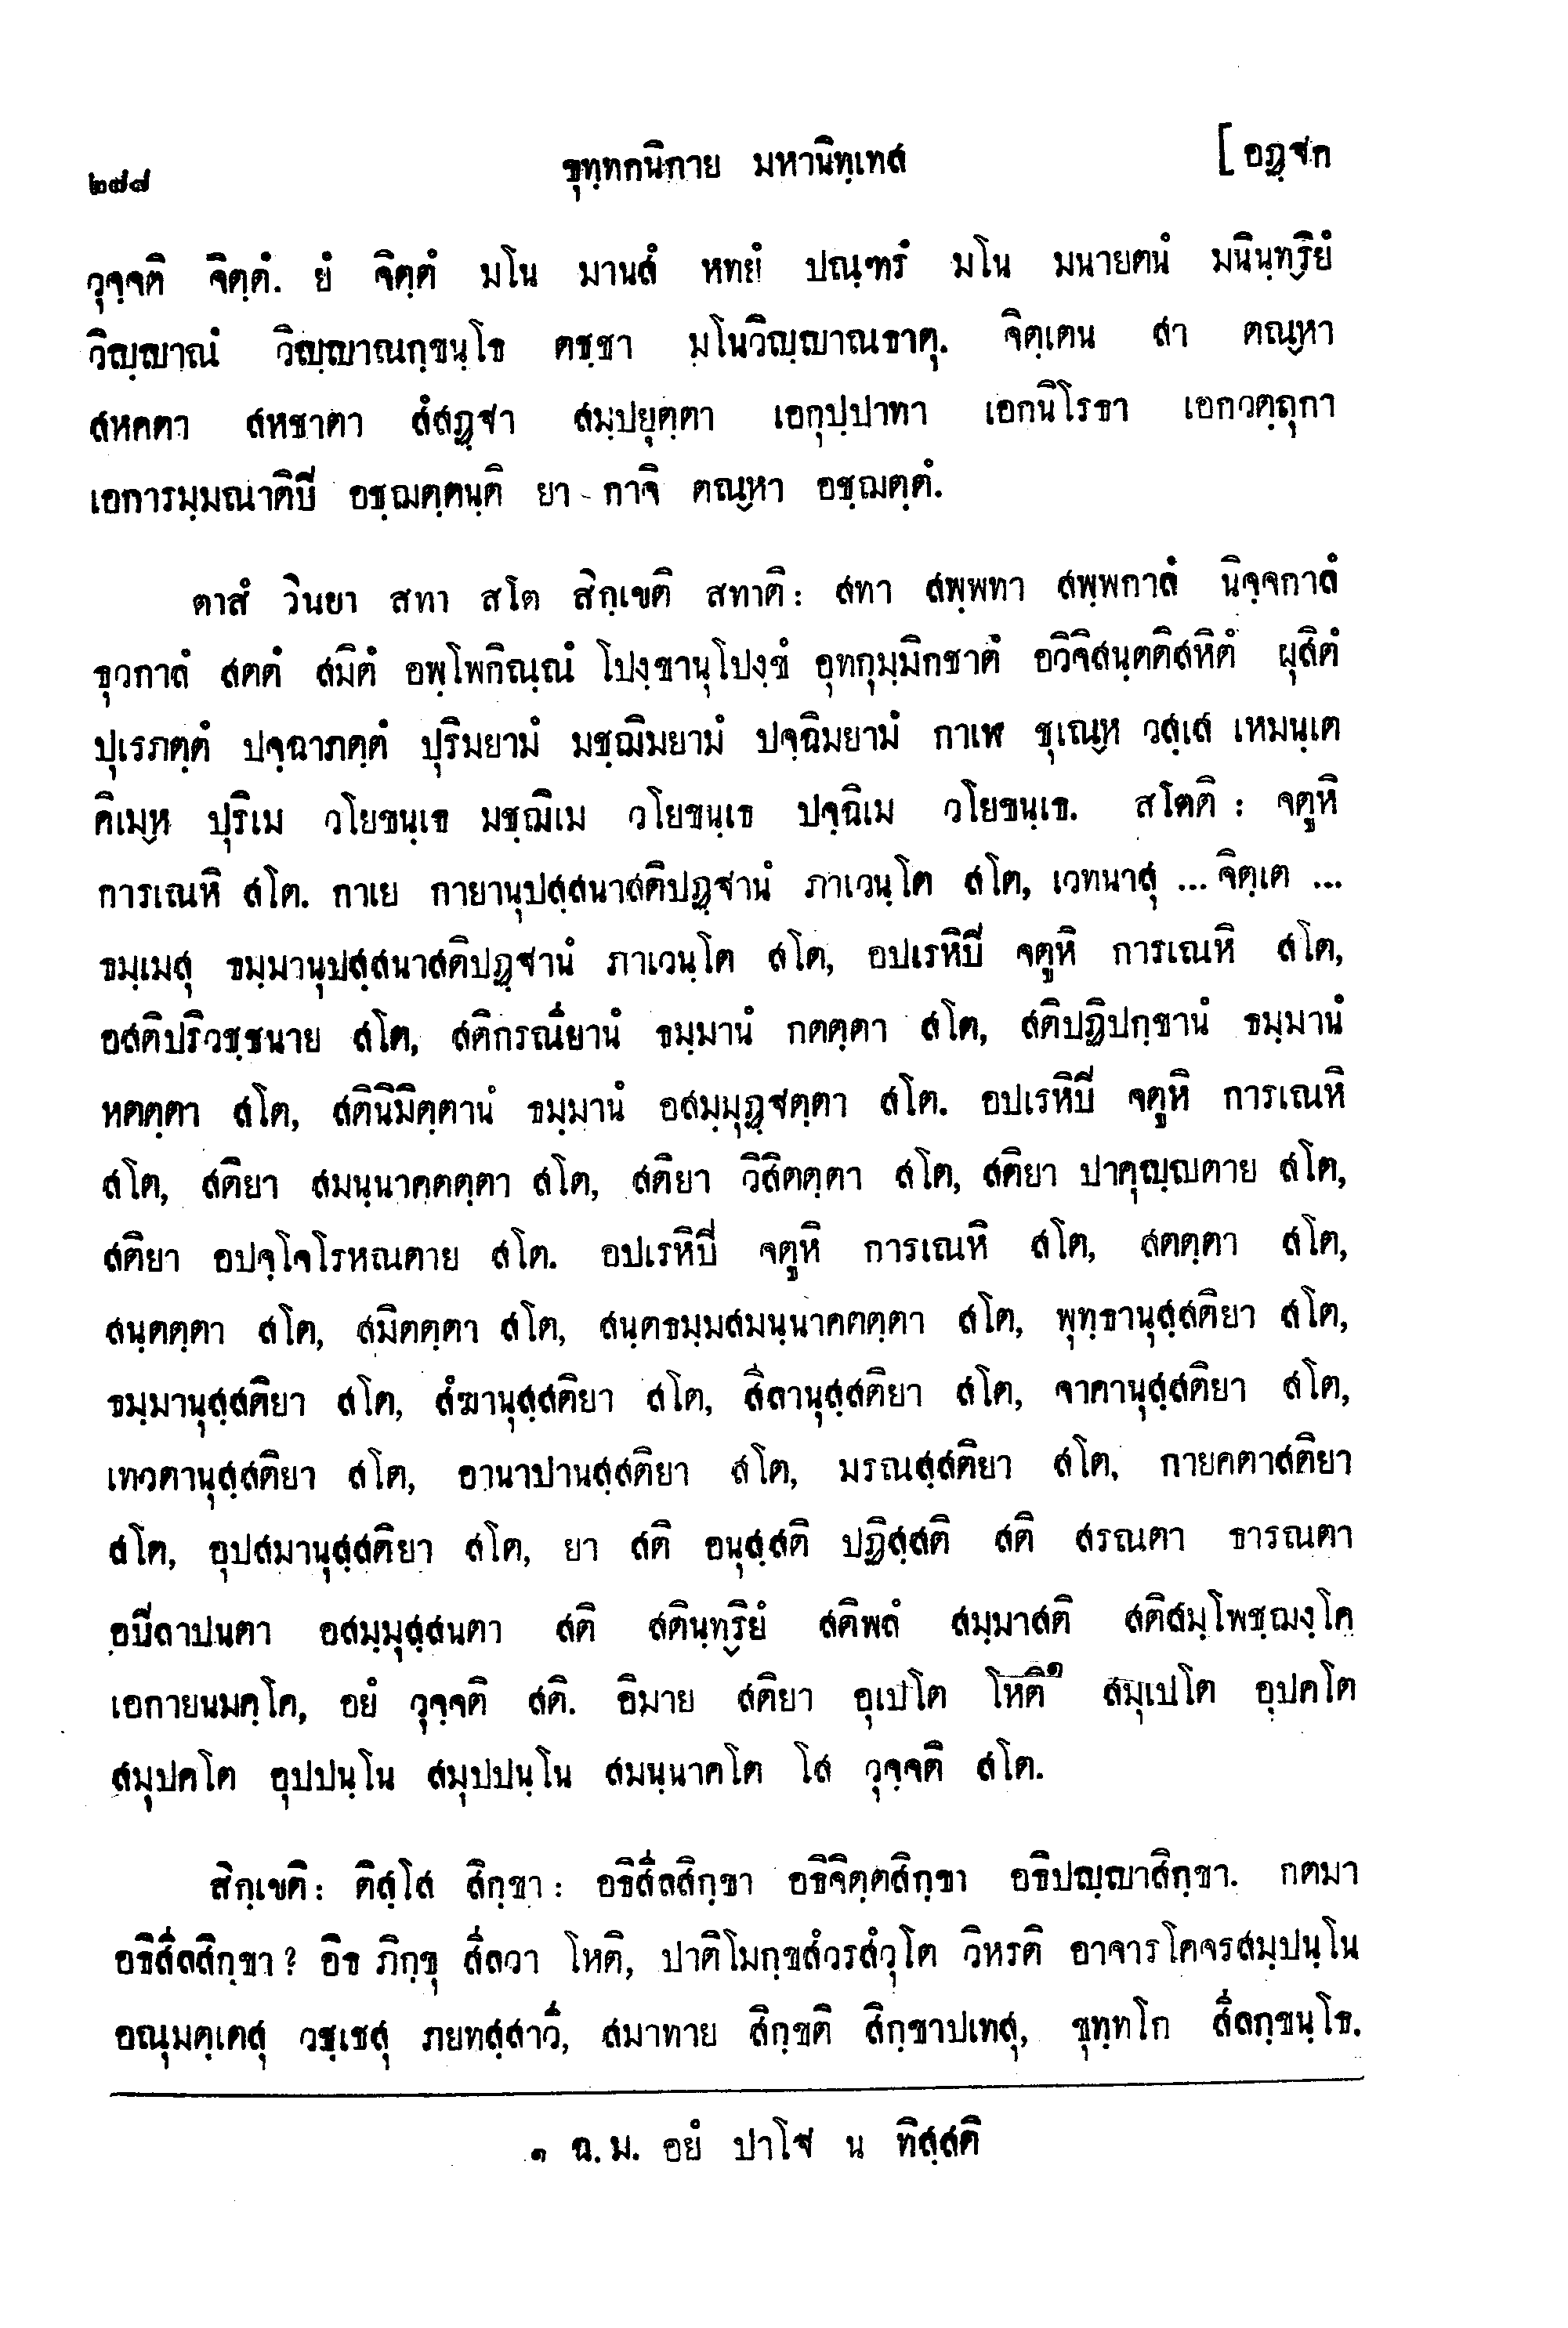 ๒๗๘ ขุทฺทกนิกาย มหานิทฺเทส [ อฏฺฐก
วุจฺจติ จิตฺตํ. ยํ จิตฺตํ มโน มานสํ หทยํ ปณฺฑรํ มโน มนายตนํ มนินฺทฺริยํ
วิญฺญาณํ วิญฺญาณกฺขนฺโธ ตชฺชา มโนวิญฺญาณธาตุ. จิตฺเตน สา ตณฺหา
สหคตา สหชาตา สํสฏฺฐา สมฺปยุตฺตา เอกุปฺปาทา เอกนิโรธา เอกวตฺถุกา
เอการมฺมณาติปี อชฺฌตฺตนฺติ ยา กาจิ ตณฺหา อชฺฌตฺตํ.
ตาสํ วินยา สทา สโต สิกฺเขติ สทาติ: สทา สพฺพทา สพฺพกาลํ นิจฺจกาลํ
ธุวกาลํ สตตํ สมิตํ อพฺโพกิณฺณํ โปงฺขานุโปงฺขํ อุทกุมฺมิกชาตํ อวิจิสนฺตติสหิตํ ผุสิตํ
ปุเรภตฺตํ ปจฺฉาภตฺตํ ปุริมยามํ มชฺฌิมยามํ ปจฺฉิมยามํ กาเฬ ชุเณฺห วสฺเส เหมนฺเต
คิเมฺห ปุริเม วโยขนฺเธ มชฺฌิเม วโยขนฺเธ ปจฺฉิเม วโยขนฺเธ. สโตติ: จตูหิ
การเณหิ สโต. กาเย กายานุปสฺสนาสติปฏฺฐานํ ภาเวนฺโต สโต, เวทนาสุ ... จิตฺเต ...
ธมฺเมสุ ธมฺมานุปสฺสนาสติปฏฺฐานํ ภาเวนฺโต สโต, อปเรหิปี จตูหิ การเณหิ สโต,
อสติปริวชฺชนาย สโต, สติกรณียานํ ธมฺมานํ กตตฺตา สโต, สติปฏิปกฺขานํ ธมฺมานํ
หตตฺตา สโต, สตินิมิตฺตานํ ธมฺมานํ อสมฺมุฏฺฐตฺตา สโต. อปเรหิปี จตูหิ การเณหิ
สโต, สติยา สมนฺนาคตตฺตา สโต, สติยา วิสิตตฺตา สโต, สติยา ปาคุญฺญตาย สโต,
สติยา อปจฺโจโรหณตาย สโต. อปเรหิปี จตูหิ การเณหิ สโต, สตตฺตา สโต,
สนฺตตฺตา สโต, สมิตตฺตา สโต, สนฺตธมฺมสมนฺนาคตตฺตา สโต, พุทฺธานุสฺสติยา สโต,
ธมฺมานุสฺสติยา สโต, สํฆานุสฺสติยา สโต, สีลานุสฺสติยา สโต, จาคานุสฺสติยา สโต,
เทวตานุสฺสติยา สโต, อานาปานสฺสติยา สโต, มรณสฺสติยา สโต, กายคตาสติยา
สโต, อุปสมานุสฺสติยา สโต, ยา สติ อนุสฺสติ ปฏิสฺสติ สติ สรณตา ธารณตา
อปีลาปนตา อสมฺมุสฺสนตา สติ สตินฺทฺริยํ สติพลํ สมฺมาสติ สติสมฺโพชฺฌงฺโค
เอกายนมคฺโค, อยํ วุจฺจติ สติ. อิมาย สติยา อุเปโต โหติ๑ สมุเปโต อุปคโต
สมุปคโต อุปปนฺโน สมุปปนฺโน สมนฺนาคโต โส วุจฺจติ สโต.
สิกฺเขติ: ติสฺโส สิกฺขา: อธิสีลสิกฺขา อธิจิตฺตสิกฺขา อธิปญฺญาสิกฺขา. กตมา
อธิสีลสิกฺขา? อิธ ภิกฺขุ สีลวา โหติ, ปาติโมกฺขสํวรสํวุโต วิหรติ อาจารโคจรสมฺปนฺโน
อณุมตฺเตสุ วชฺเชสุ ภยทสฺสาวี, สมาทาย สิกฺขติ สิกฺขาปเทสุ, ขุทฺทโก สีลกฺขนฺโธ.
๑ ฉ.ม. อยํ ปาโฐ น ทิสฺสติ